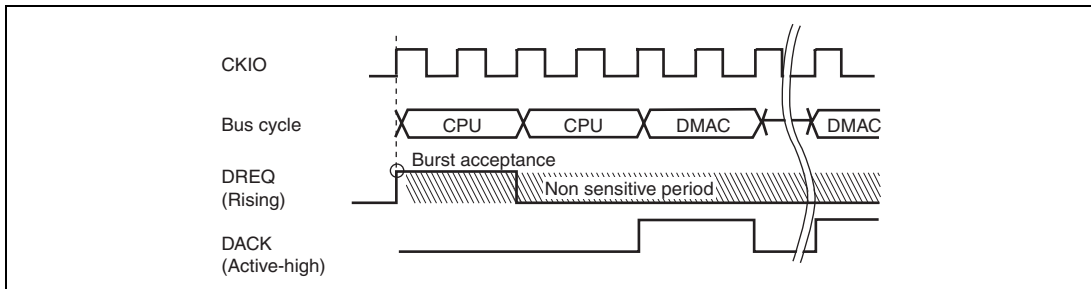 CKIO
Bus cycle
CPU
CPU
DMAC
DMAC
DREQ
(Rising)
Burst acceptance
Non sensitive period
DACK
(Active-high)